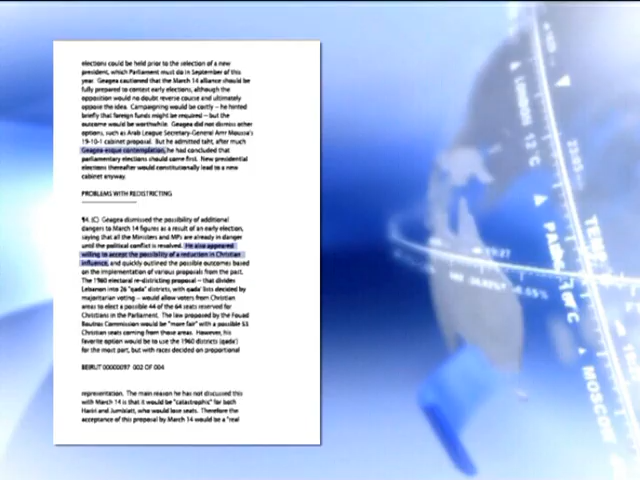 elections could be held prior to the selection of a new
president, which Parliament must do in September of this
year. Geagea cautioned that the March 14 alliance should be
fully prepared to contest early elections, although the
opposition would no doubt reverse course and ultimately
oppose the idea. Campaigning would be costly -- he hinted
briefly that foreign funds might be required -- but the
outcome would be worthwhile. Geagea did not dismiss other
options, such as Arab League Secretary-General Amr Moussa's
19-10-1 cabinet proposal. But he admitted taht, after much
Geagea-esque contemplation, he had concluded that
parliamentary elections should come first. New presidential
elections thereafter would constitutionally lead to a new
cabinet anyway.
PROBLEMS WITH REDISTRICTING
¶4. (C) Geagea dismissed the possibility of additional
dangers to March 14 figures as a result of an early election,
saying that all the Ministers and MPs are already in danger
until the political conflict is resolved. He also appeared
willing to accept the possibility of a reduction in Christian
influence, and quickly outlined the possible outcomes based
on the implementation of various proposals from the past.
The 1960 electoral re-districting proposal -- that divides
Lebanon into 26 "qada" districts, with qada' lists decided by
majoritarian voting -- would allow voters from Christian
areas to elect a possible 44 of the 64 seats reserved for
Christians in the Parliament. The law proposed by the Fouad
Boutros Commission would be "more fair" with a possible 53
Christian seats coming from those areas. However, his
favorite option would be to use the 1960 districts (qada')
for the most part, but with races decided on proportional
BEIRUT 00000097 002 OF 004
representation. The main reason he has not discussed this
with March 14 is that it would be "catastrophic" for both
Hariri and Jumblatt, who would lose seats. Therefore the
acceptance of this proposal by March 14 would be a "real
LONDON 12 C
MOSCOW